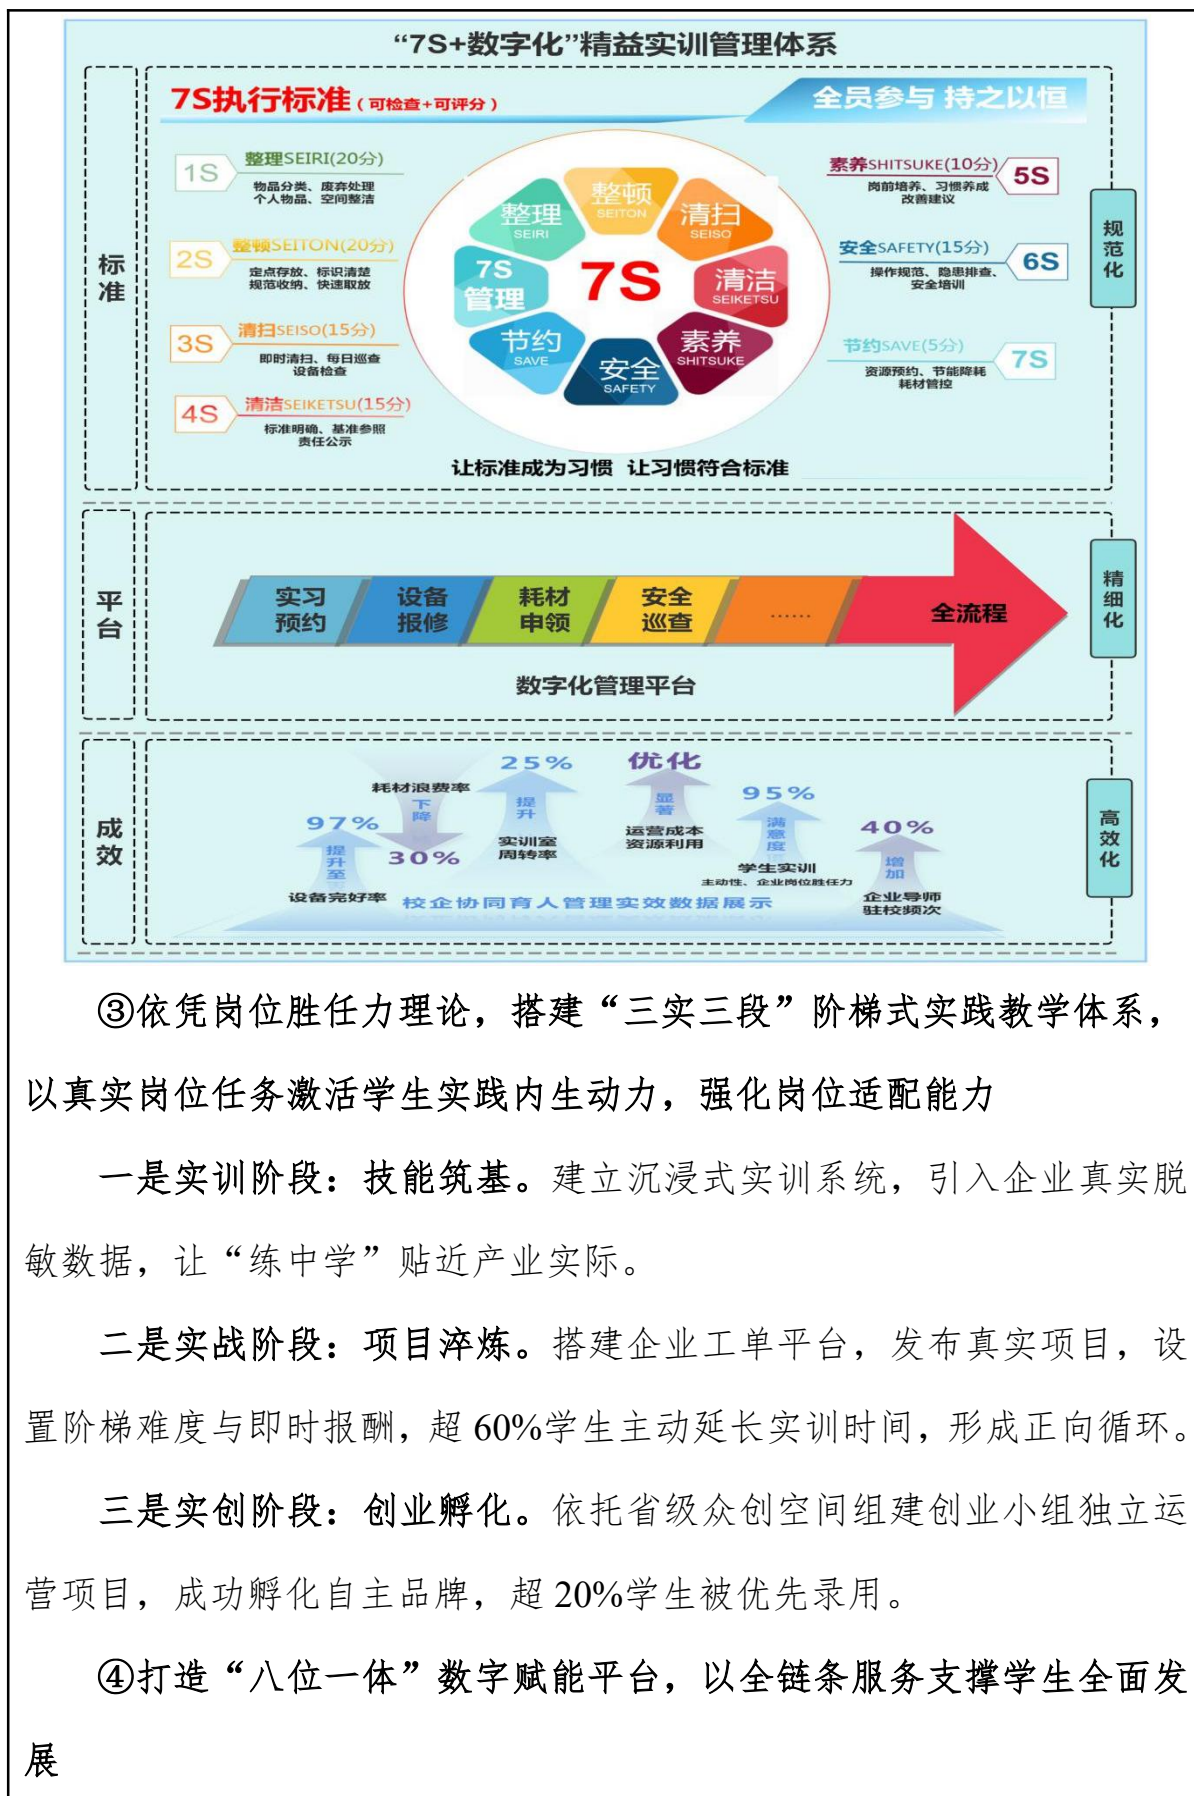 “7S+数字化”精益实训管理体系
标准
7S执行标准（可检查+可评分）
全员参与 持之以恒
1S
整理SEIRI(20分)
物品分类、废弃处理
个人物品、空间整洁
2S
整顿SEITON(20分)
定点存放、标识清楚
规范收纳、快速取放
3S
清扫SEISO(15分)
即时清扫、每日巡查
设备检查
4S
清洁SEIKETSU(15分)
标准明确、基准参照
责任公示
整理
SEIRI
整顿
SEITON
清扫
SEISO
清洁
SEIKETSU
素养
SHITSUKE
安全
SAFETY
节约
SAVE
7S
管理
7S
素养SHITSUKE(10分)
岗前培养、习惯养成
改善建议
5S
安全SAFETY(15分)
操作规范、隐患排查、
安全培训
6S
节约SAVE(5分)
资源预约、节能降耗
耗材管控
7S
让标准成为习惯 让习惯符合标准
规范化
平台
实习
预约
设备
报修
耗材
申领
安全
巡查
......
全流程
数字化管理平台
精细化
成效
97%
提升至
设备完好率
耗材浪费率
下降
30%
25%
提升
实训室
周转率
优化
显著
运营成本
资源利用
95%
满意度
学生实训
主动性、企业岗位胜任力
40%
增加
企业导师
驻校频次
校企协同育人管理实效数据展示
高效化
③依凭岗位胜任力理论，搭建“三实三段”阶梯式实践教学体系，
以真实岗位任务激活学生实践内生动力，强化岗位适配能力
一是实训阶段：技能筑基。建立沉浸式实训系统，引入企业真实脱
敏数据，让“练中学”贴近产业实际。
二是实战阶段：项目淬炼。搭建企业工单平台，发布真实项目，设
置阶梯难度与即时报酬，超 60%学生主动延长实训时间，形成正向循环。
三是实创阶段：创业孵化。依托省级众创空间组建创业小组独立运
营项目，成功孵化自主品牌，超 20%学生被优先录用。
④打造“八位一体”数字赋能平台，以全链条服务支撑学生全面发
展